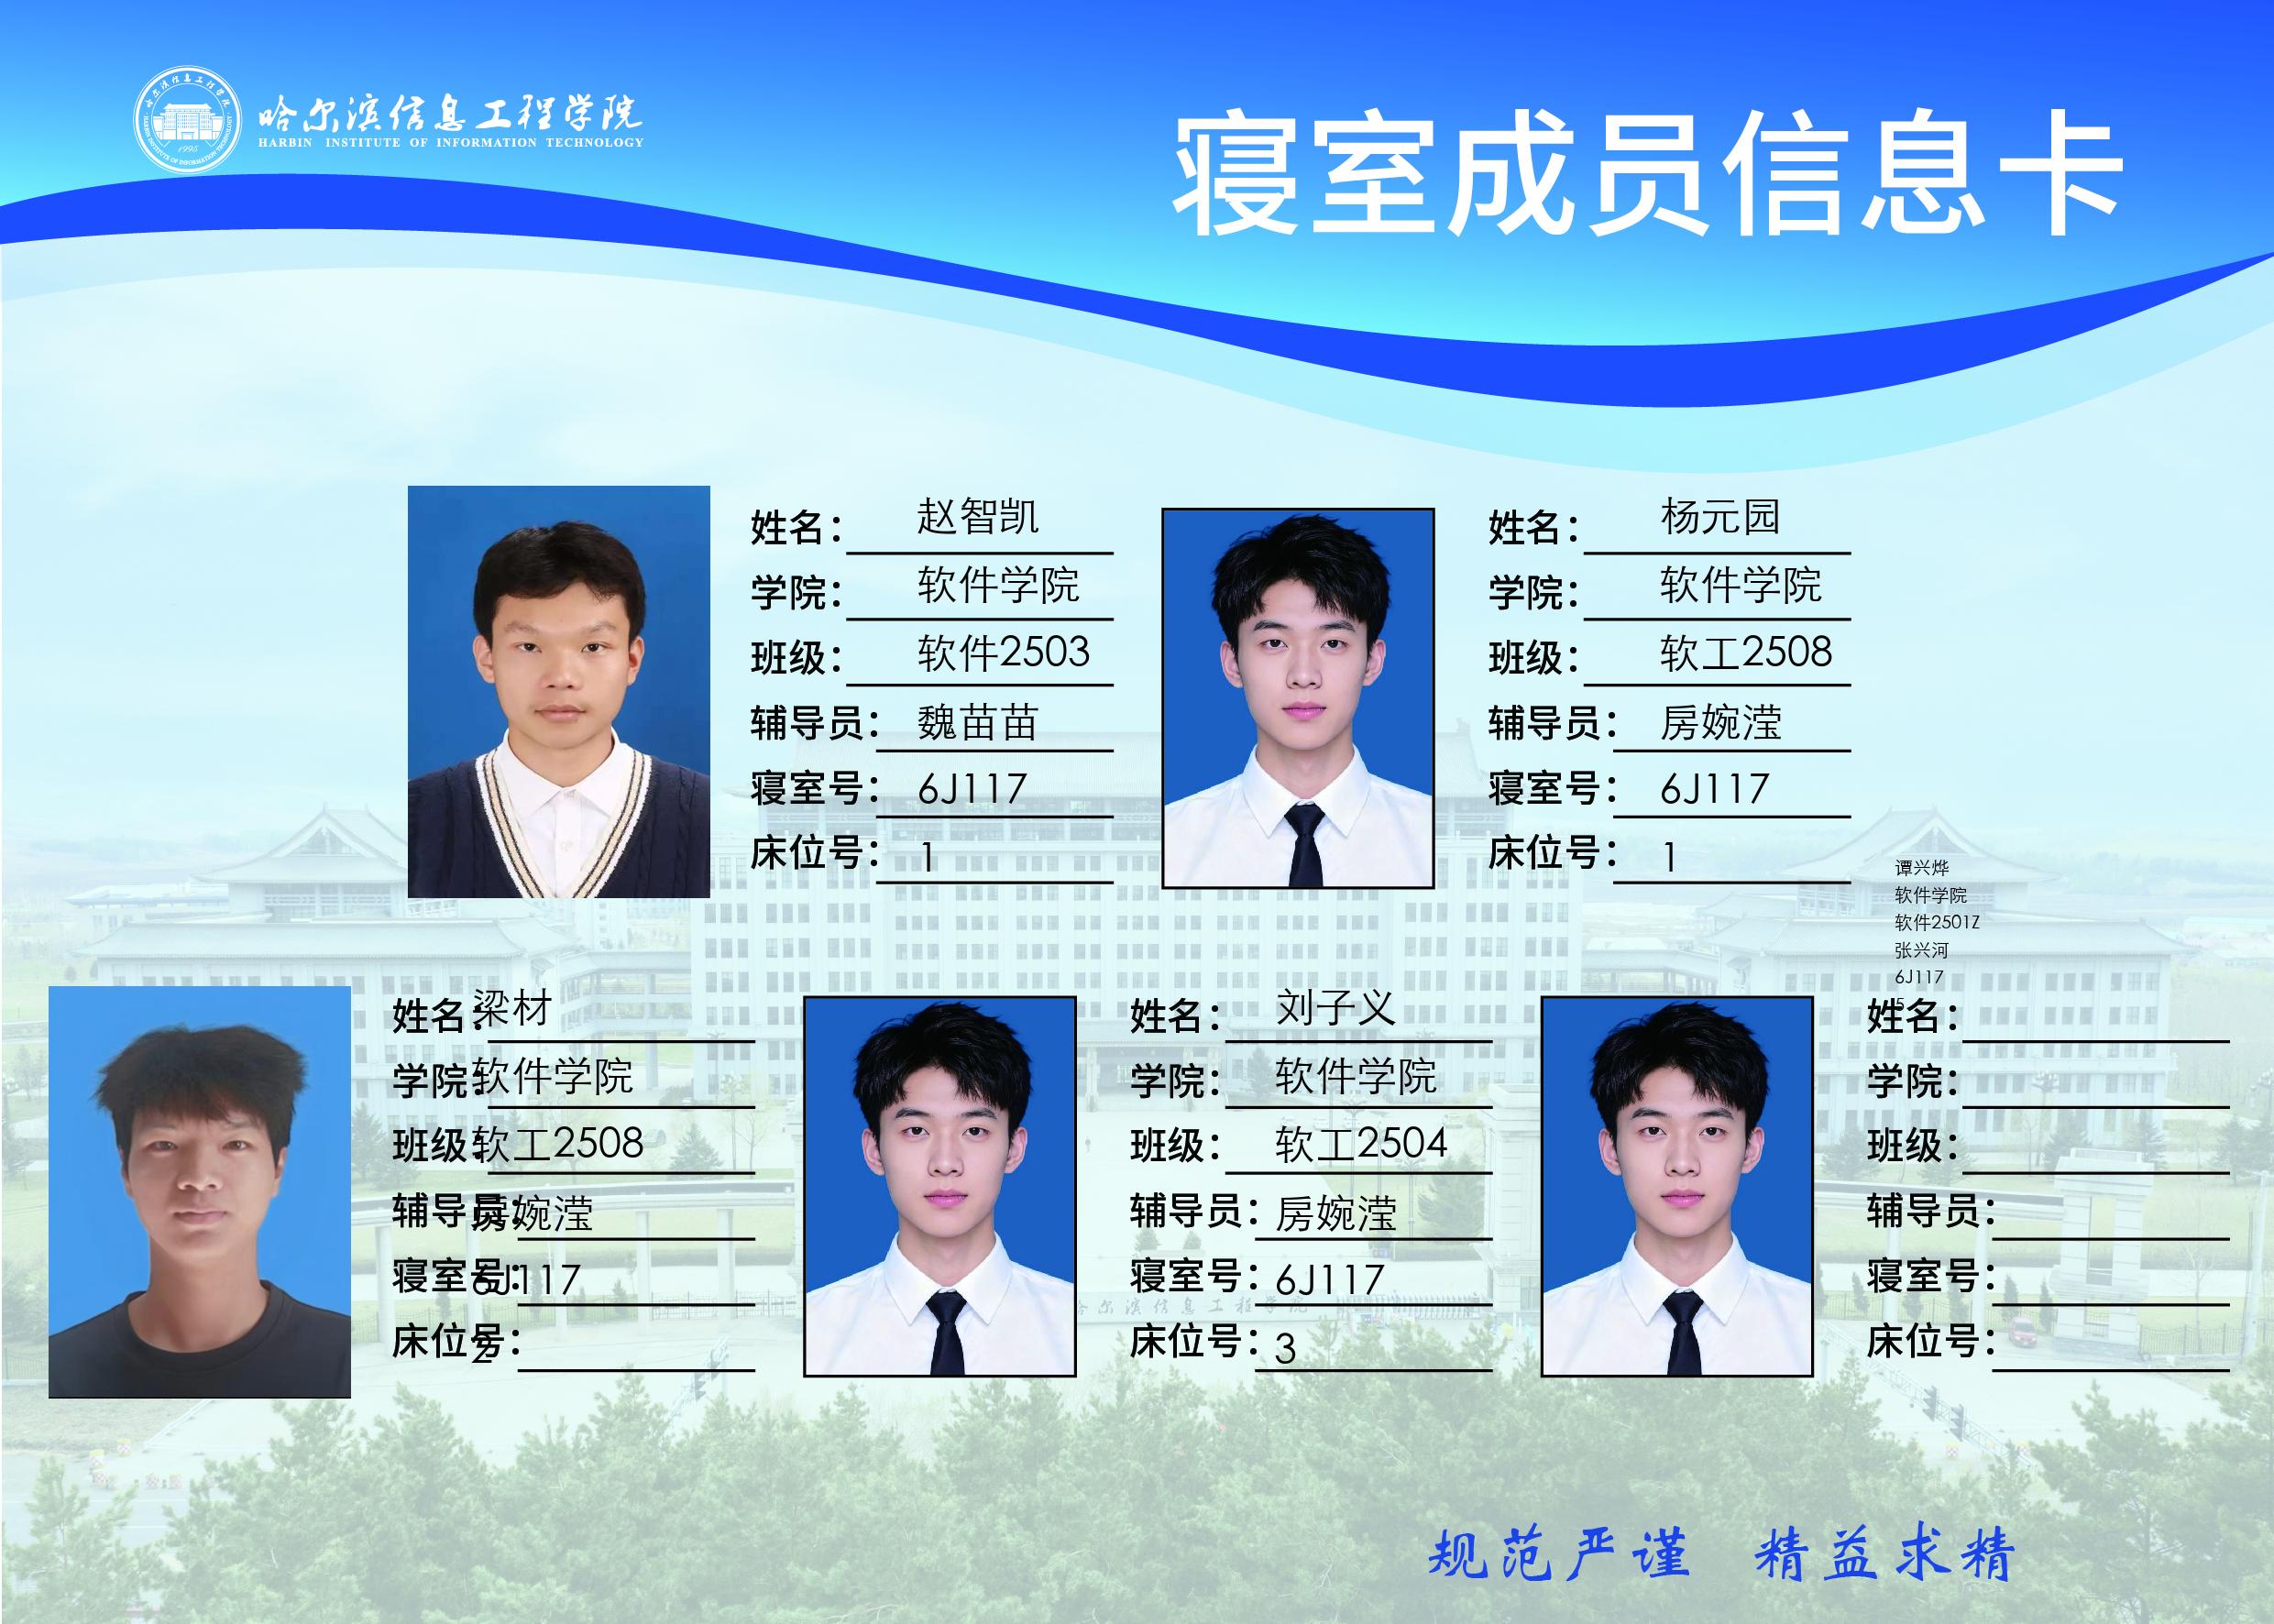 哈尔滨信息工程学院
HARBIN INSTITUTE OF INFORMATION TECHNOLOGY
1995
寝室成员信息卡
姓名: 赵智凯
学院: 软件学院
班级: 软件2503
辅导员: 魏苗苗
寝室号: 6J117
床位号: 1
姓名: 杨元园
学院: 软件学院
班级: 软工2508
辅导员: 房婉滢
寝室号: 6J117
床位号: 1
谭兴烨
软件学院
软件2501Z
张兴河
6J117
5
姓名: 梁材
学院: 软件学院
班级: 软工2508
辅导员: 房婉滢
寝室号: 6J117
床位号: 2
姓名: 刘子义
学院: 软件学院
班级: 软工2504
辅导员: 房婉滢
寝室号: 6J117
床位号: 3
姓名:
学院:
班级:
辅导员:
寝室号:
床位号:
哈尔滨信息工程学院
规范严谨 精益求精